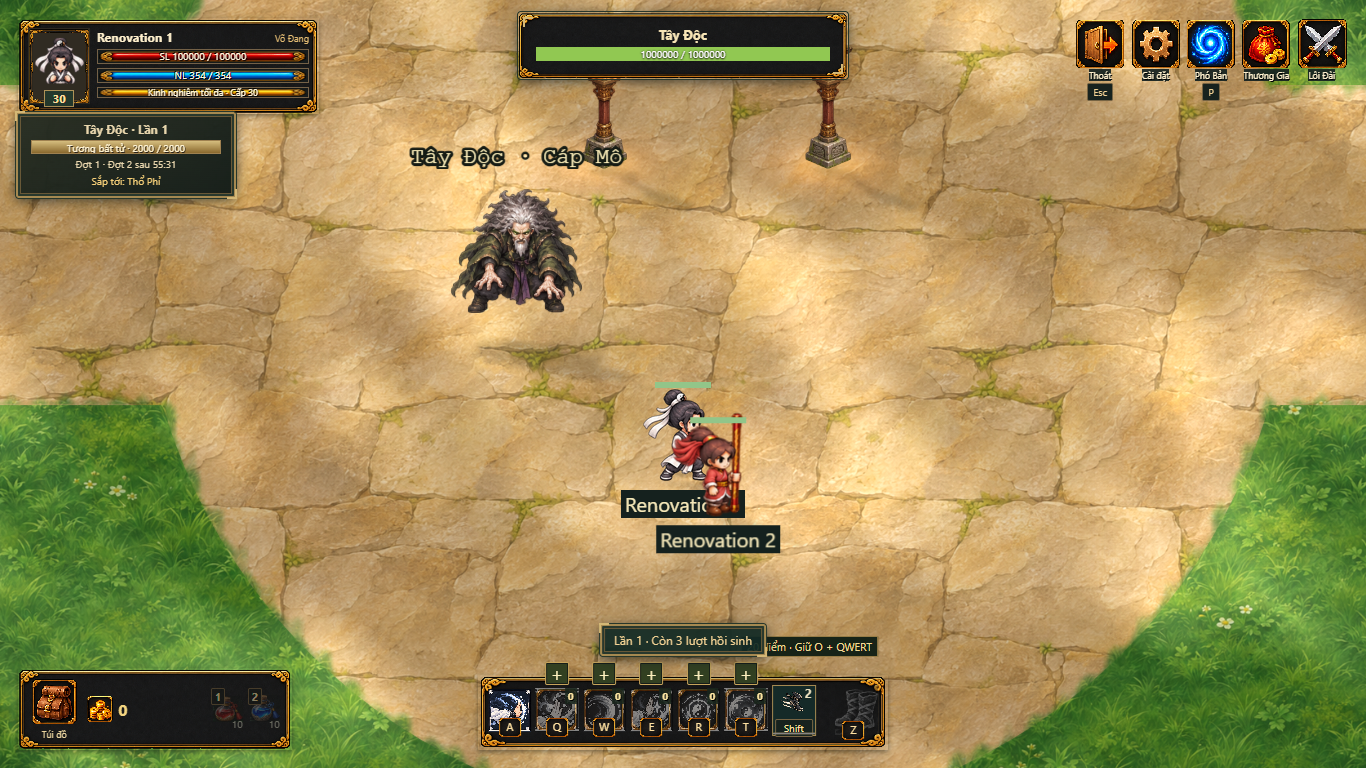 Renovation 1
Võ Đang
SL 100000 / 100000
NL 354 / 354
Kinh nghiệm tối đa · Cấp 30
30
Tây Độc · Lần 1
Tượng bất tử · 2000 / 2000
Đợt 1 · Đợt 2 sau 55:31
Sắp tới: Thổ Phỉ
Tây Độc
1000000 / 1000000
Thoát
Cài đặt
Phó Bản
Thương Gia
Lôi Đài
Esc
P
Tây Độc · Cáp Mô
Renovatio
Renovation 2
Lần 1 · Còn 3 lượt hồi sinh
iểm · Giữ O + QWERT
+ + + + +
0 0 0 0 0 2
A Q W E R T Shift Z
0
1 2
10 10
Túi đồ